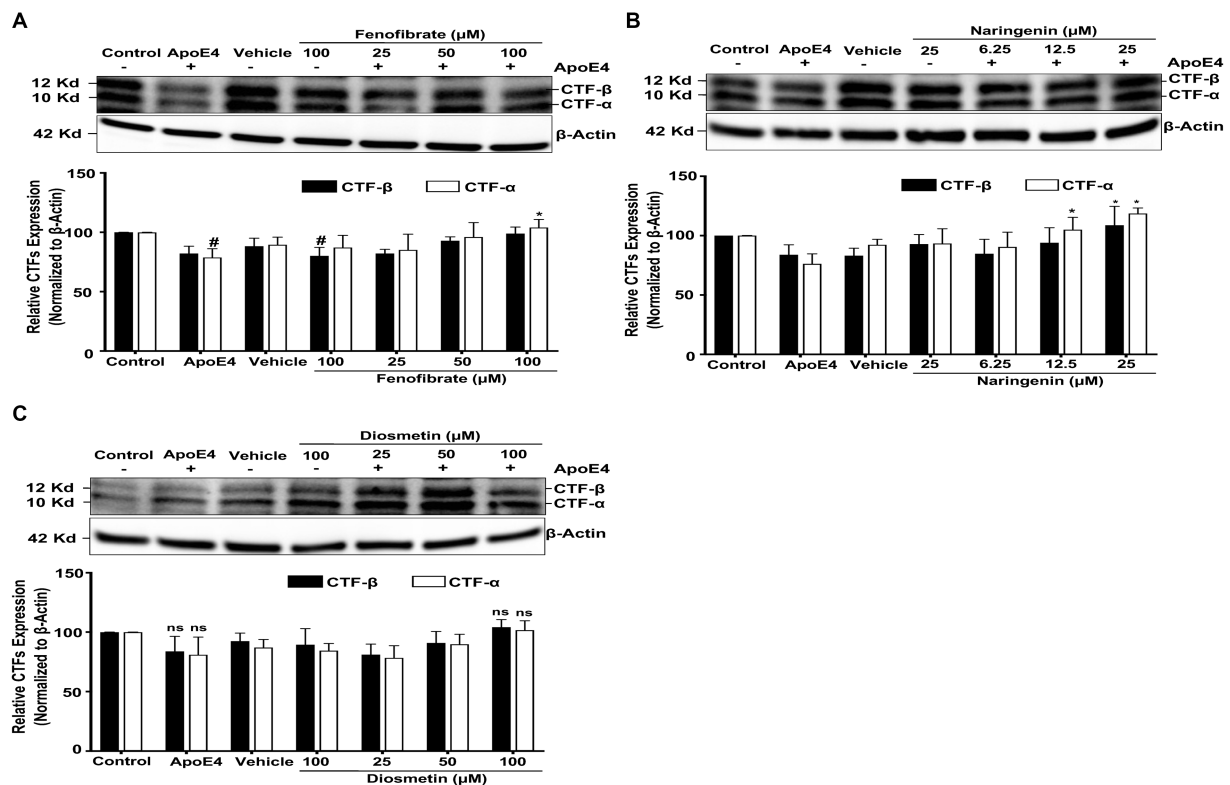 A
Fenofibrate (µM)
Control ApoE4 Vehicle 100 25 50 100
- + - - + + + ApoE4
12 Kd CTF-β
10 Kd CTF-α
42 Kd β-Actin
150
CTF-β CTF-α
# # *
100
50
0
Relative CTFs Expression
(Normalized to β-Actin)
Control ApoE4 Vehicle 100 25 50 100
Fenofibrate (µM)
B
Naringenin (µM)
Control ApoE4 Vehicle 25 6.25 12.5 25
- + - - + + + ApoE4
12 Kd CTF-β
10 Kd CTF-α
42 Kd β-Actin
150
CTF-β CTF-α
* * *
100
50
0
Relative CTFs Expression
(Normalized to β-Actin)
Control ApoE4 Vehicle 25 6.25 12.5 25
Naringenin (µM)
C
Diosmetin (µM)
Control ApoE4 Vehicle 100 25 50 100
- + - - + + + ApoE4
12 Kd CTF-β
10 Kd CTF-α
42 Kd β-Actin
150
CTF-β CTF-α
ns ns ns ns
100
50
0
Relative CTFs Expression
(Normalized to β-Actin)
Control ApoE4 Vehicle 100 25 50 100
Diosmetin (µM)